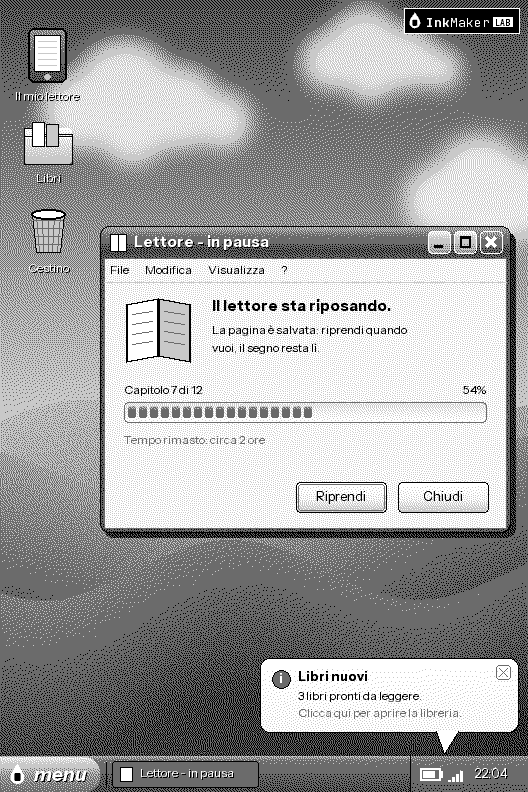 InkMaker LAB
Il mio lettore
Libri
Cestino
Lettore - in pausa
File Modifica Visualizza ?
Il lettore sta riposando.
La pagina è salvata: riprendi quando
vuoi, il segno resta lì.
Capitolo 7 di 12 54%
Tempo rimasto: circa 2 ore
Riprendi Chiudi
Libri nuovi
3 libri pronti da leggere.
Clicca qui per aprire la libreria.
menu Lettore - in pausa 22:04